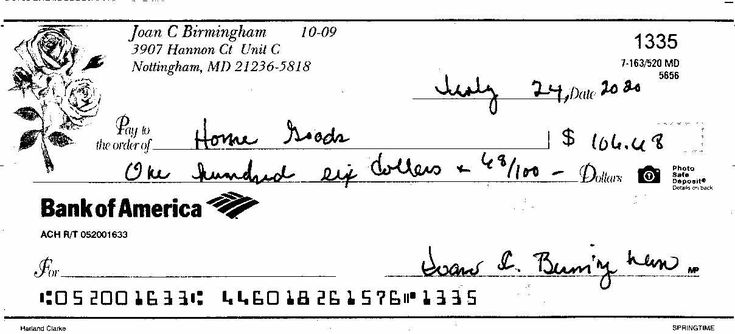 Joan C Birmingham 10-09
3907 Hannon Ct Unit C
Nottingham, MD 21236-5818
1335
7-163/520 MD
5656
July 24, Date 2020
Pay to
the order of Home Goods $ 106.48
One hundred six dollars & 48/100 - Dollars
Photo
Safe
Deposit®
Details on back
Bank of America
ACH R/T 052001633
For Joan C. Birmingham MP
⑆052001633⑆ 446018261576⑈1335
Harland Clarke SPRINGTIME